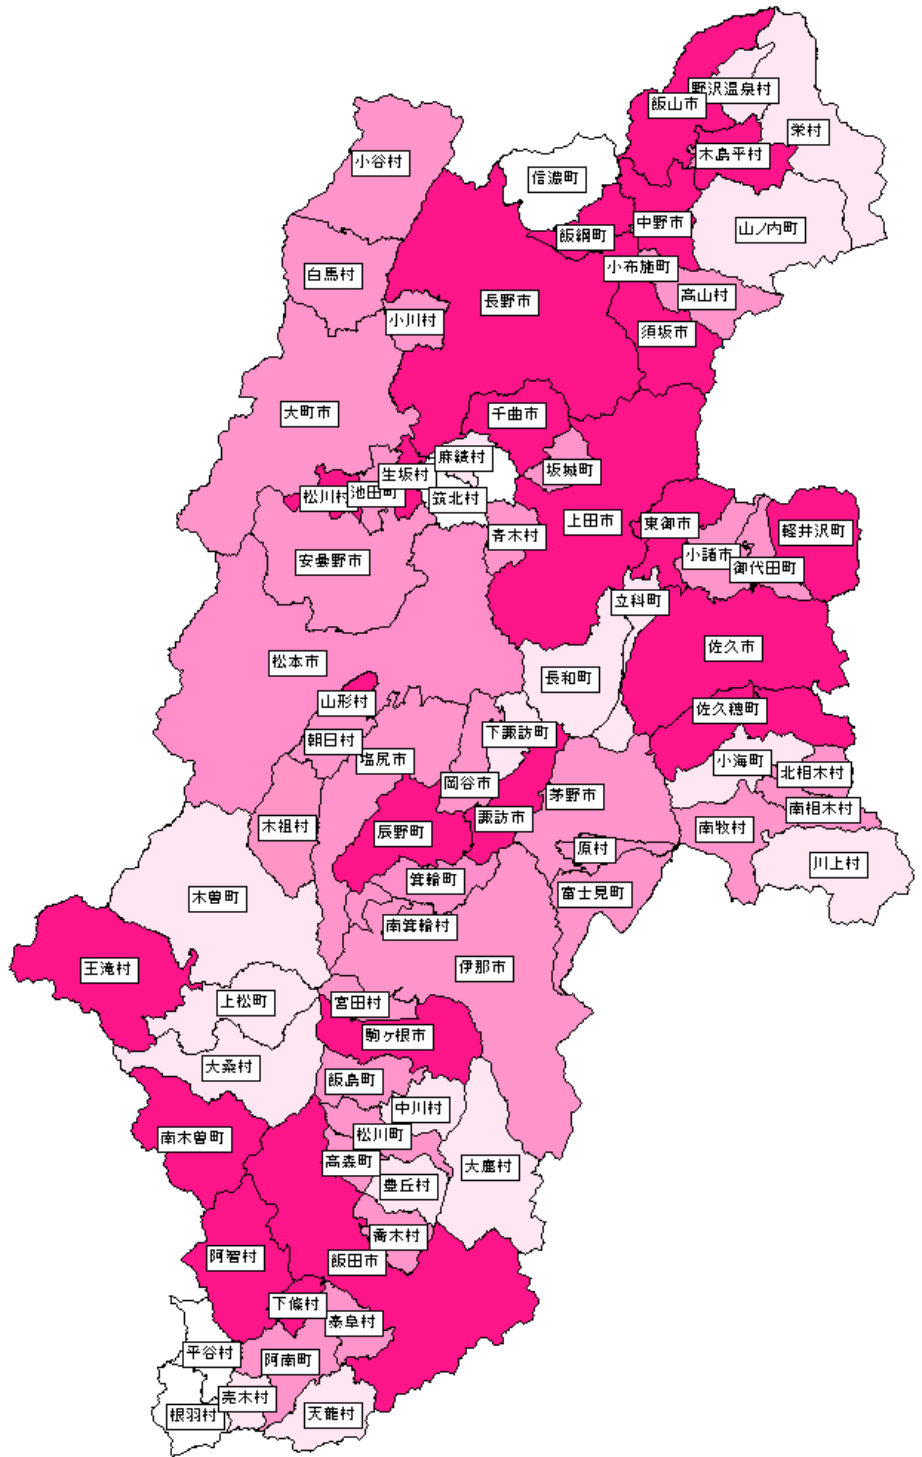 野沢温泉村
飯山市
栄村
木島平村
小谷村
信濃町
中野市
山ノ内町
飯綱町
小布施町
白馬村
高山村
長野市
小川村
須坂市
大町市
千曲市
麻績村
坂城町
生坂村
松川村
池田町
筑北村
上田市
東御市
軽井沢町
青木村
小諸市
安曇野市
御代田町
立科町
佐久市
松本市
長和町
山形村
佐久穂町
下諏訪町
朝日村
塩尻市
小海町
北相木村
岡谷市
茅野市
南相木村
諏訪市
木祖村
辰野町
南牧村
原村
川上村
箕輪町
木曽町
富士見町
南箕輪村
王滝村
伊那市
上松町
宮田村
駒ヶ根市
大桑村
飯島町
中川村
南木曽町
松川町
高森町
大鹿村
豊丘村
喬木村
阿智村
飯田市
下條村
泰阜村
平谷村
阿南町
売木村
根羽村
天龍村